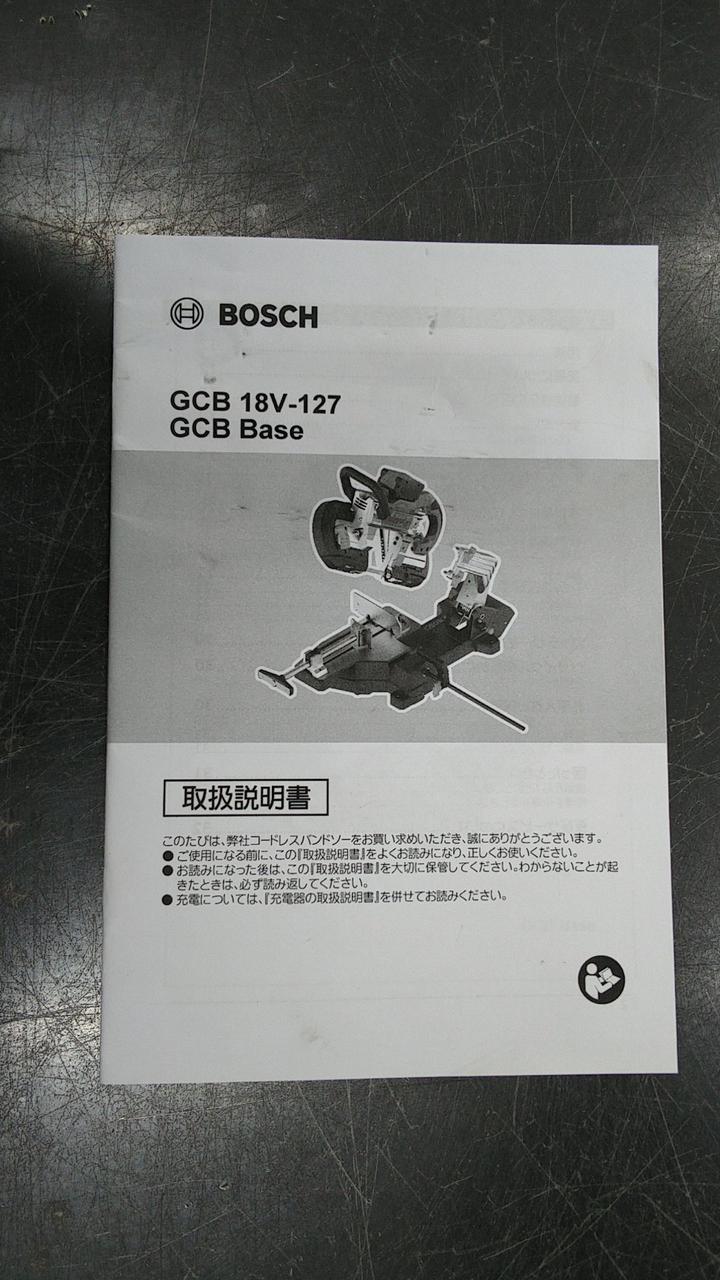 BOSCH
GCB 18V-127
GCB Base
取扱説明書
このたびは、弊社コードレスバンドソーをお買い求めいただき、誠にありがとうございます。
● ご使用になる前に、この『取扱説明書』をよくお読みになり、正しくお使いください。
● お読みになった後は、この『取扱説明書』を大切に保管してください。わからないことが起
きたときは、必ず読み返してください。
● 充電については、『充電器の取扱説明書』を併せてお読みください。